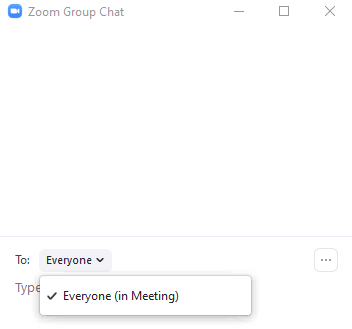 Zoom Group Chat
To: Everyone
Type
Everyone (in Meeting)